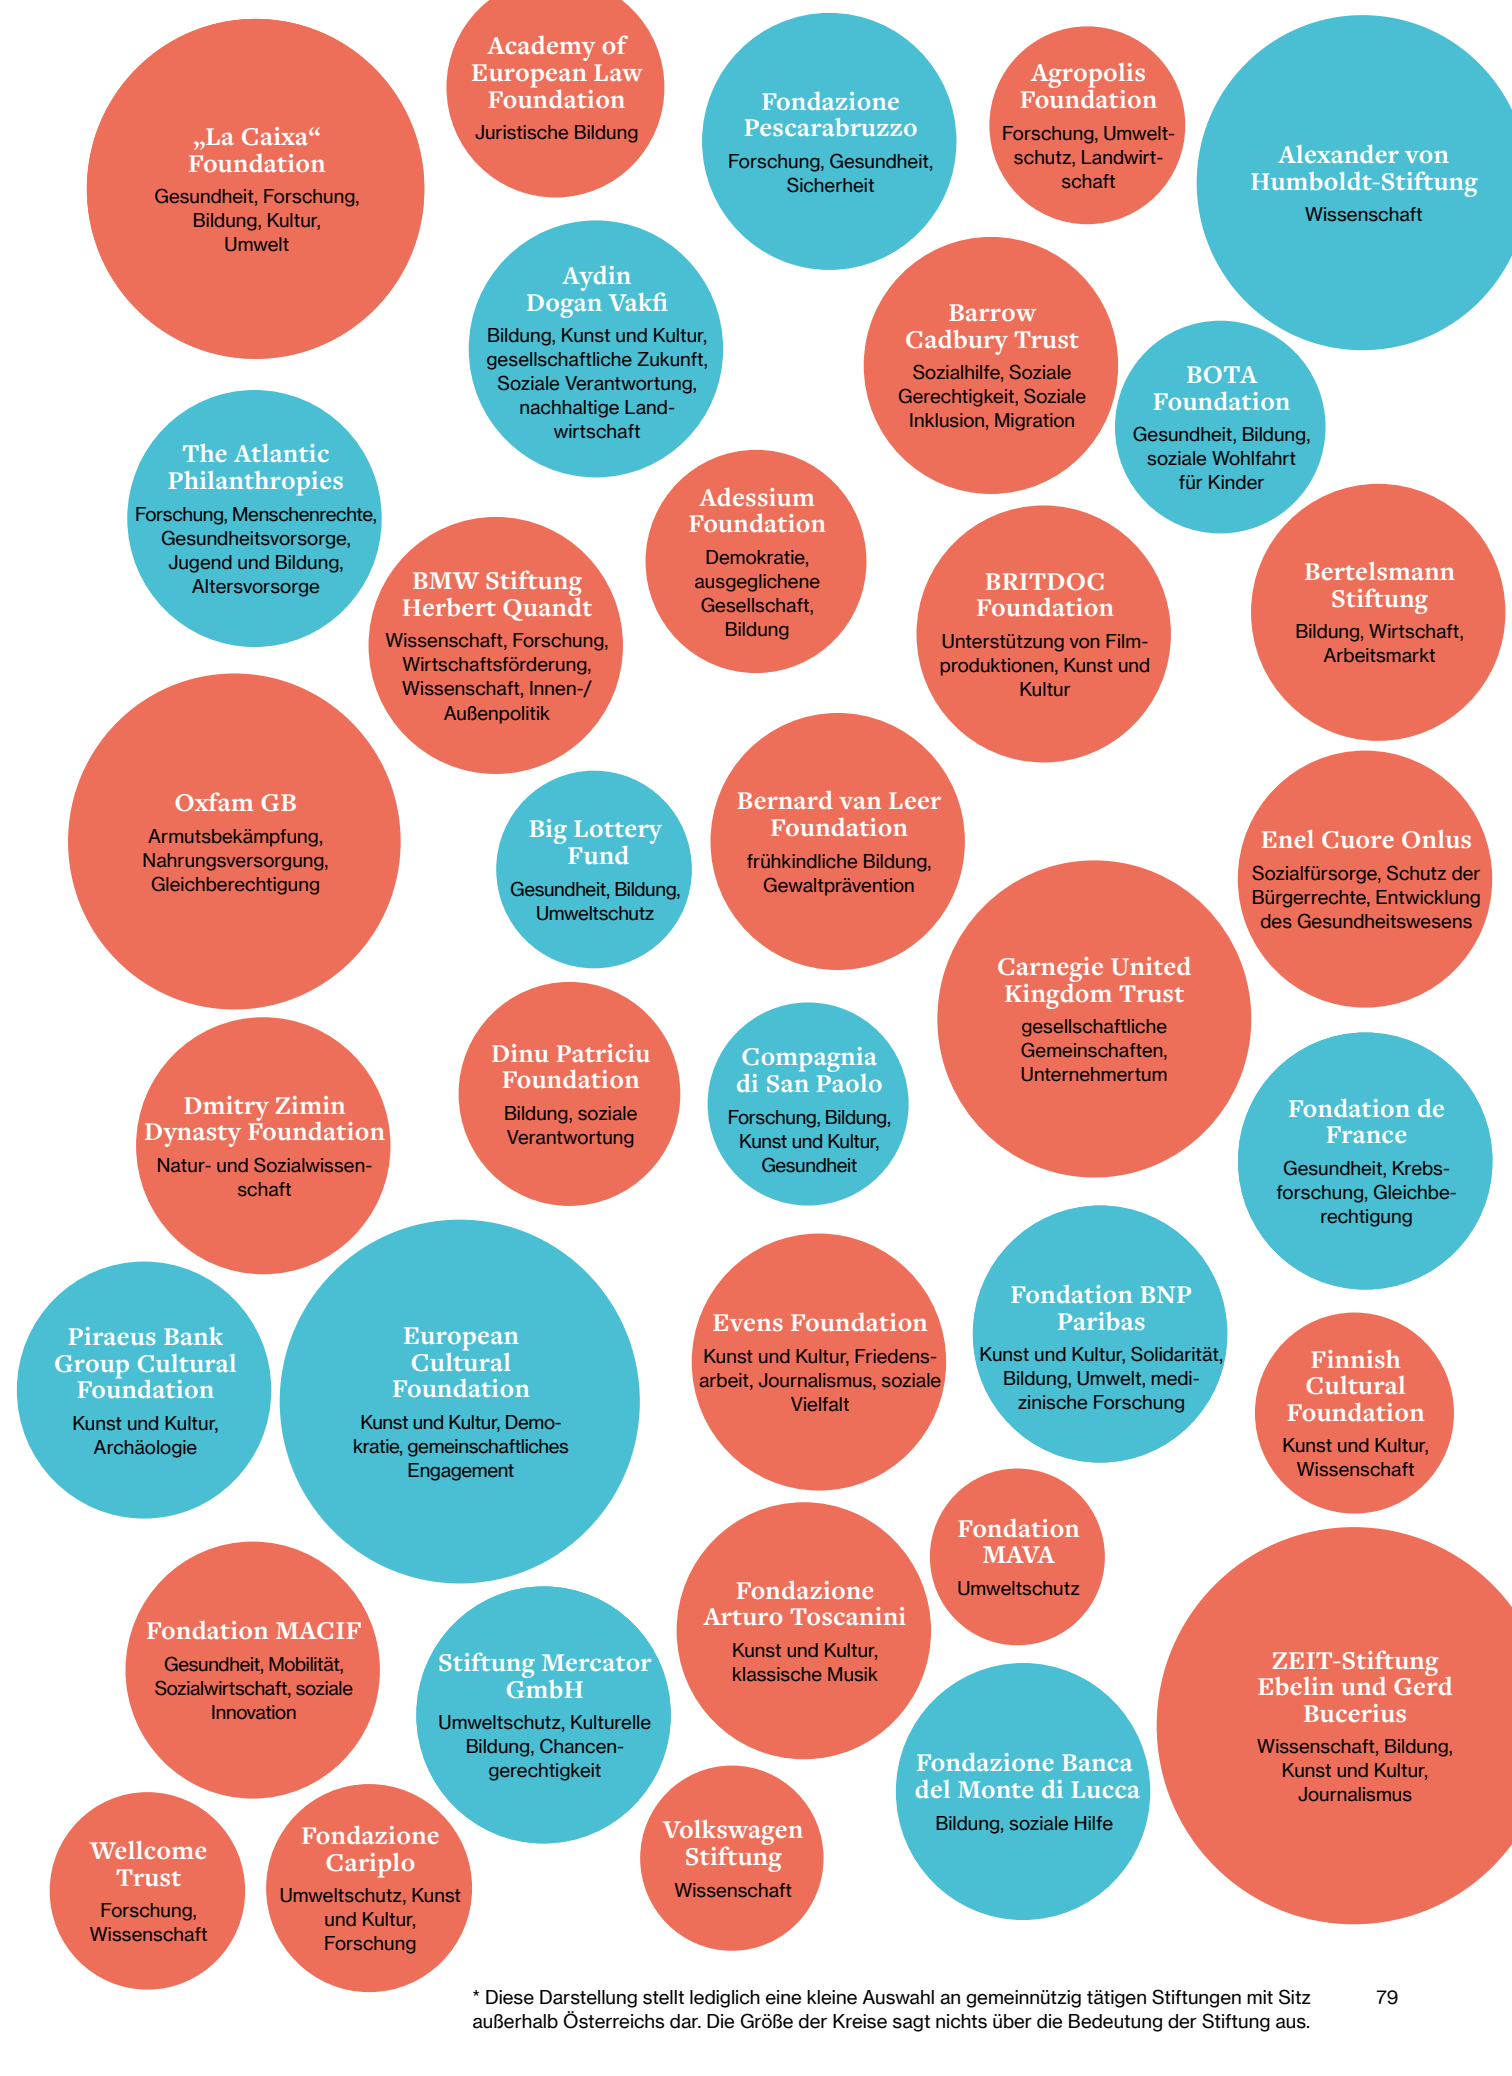 Academy of
European Law
Foundation
Juristische Bildung
Fondazione
Pescarabruzzo
Forschung, Gesundheit,
Sicherheit
Agropolis
Foundation
Forschung, Umwelt-
schutz, Landwirt-
schaft
„La Caixa“
Foundation
Gesundheit, Forschung,
Bildung, Kultur,
Umwelt
Alexander von
Humboldt-Stiftung
Wissenschaft
Aydin
Dogan Vakfi
Bildung, Kunst und Kultur,
gesellschaftliche Zukunft,
Soziale Verantwortung,
nachhaltige Land-
wirtschaft
Barrow
Cadbury Trust
Sozialhilfe, Soziale
Gerechtigkeit, Soziale
Inklusion, Migration
BOTA
Foundation
Gesundheit, Bildung,
soziale Wohlfahrt
für Kinder
The Atlantic
Philanthropies
Forschung, Menschenrechte,
Gesundheitsvorsorge,
Jugend und Bildung,
Altersvorsorge
Adessium
Foundation
Demokratie,
ausgeglichene
Gesellschaft,
Bildung
BMW Stiftung
Herbert Quandt
Wissenschaft, Forschung,
Wirtschaftsförderung,
Wissenschaft, Innen-/
Außenpolitik
BRITDOC
Foundation
Unterstützung von Film-
produktionen, Kunst und
Kultur
Bertelsmann
Stiftung
Bildung, Wirtschaft,
Arbeitsmarkt
Oxfam GB
Armutsbekämpfung,
Nahrungsversorgung,
Gleichberechtigung
Big Lottery
Fund
Gesundheit, Bildung,
Umweltschutz
Bernard van Leer
Foundation
frühkindliche Bildung,
Gewaltprävention
Enel Cuore Onlus
Sozialfürsorge, Schutz der
Bürgerrechte, Entwicklung
des Gesundheitswesens
Carnegie United
Kingdom Trust
gesellschaftliche
Gemeinschaften,
Unternehmertum
Dmitry Zimin
Dynasty Foundation
Natur- und Sozialwissen-
schaft
Dinu Patriciu
Foundation
Bildung, soziale
Verantwortung
Compagnia
di San Paolo
Forschung, Bildung,
Kunst und Kultur,
Gesundheit
Fondation de
France
Gesundheit, Krebs-
forschung, Gleichbe-
rechtigung
Piraeus Bank
Group Cultural
Foundation
Kunst und Kultur,
Archäologie
European
Cultural
Foundation
Kunst und Kultur, Demo-
kratie, gemeinschaftliches
Engagement
Evens Foundation
Kunst und Kultur, Friedens-
arbeit, Journalismus, soziale
Vielfalt
Fondation BNP
Paribas
Kunst und Kultur, Solidarität,
Bildung, Umwelt, medi-
zinische Forschung
Finnish
Cultural
Foundation
Kunst und Kultur,
Wissenschaft
Fondation
MAVA
Umweltschutz
Fondation MACIF
Gesundheit, Mobilität,
Sozialwirtschaft, soziale
Innovation
Stiftung Mercator
GmbH
Umweltschutz, Kulturelle
Bildung, Chancen-
gerechtigkeit
Fondazione
Arturo Toscanini
Kunst und Kultur,
klassische Musik
ZEIT-Stiftung
Ebelin und Gerd
Bucerius
Wissenschaft, Bildung,
Kunst und Kultur,
Journalismus
Fondazione Banca
del Monte di Lucca
Bildung, soziale Hilfe
Wellcome
Trust
Forschung,
Wissenschaft
Fondazione
Cariplo
Umweltschutz, Kunst
und Kultur,
Forschung
Volkswagen
Stiftung
Wissenschaft
* Diese Darstellung stellt lediglich eine kleine Auswahl an gemeinnützig tätigen Stiftungen mit Sitz
außerhalb Österreichs dar. Die Größe der Kreise sagt nichts über die Bedeutung der Stiftung aus.
79